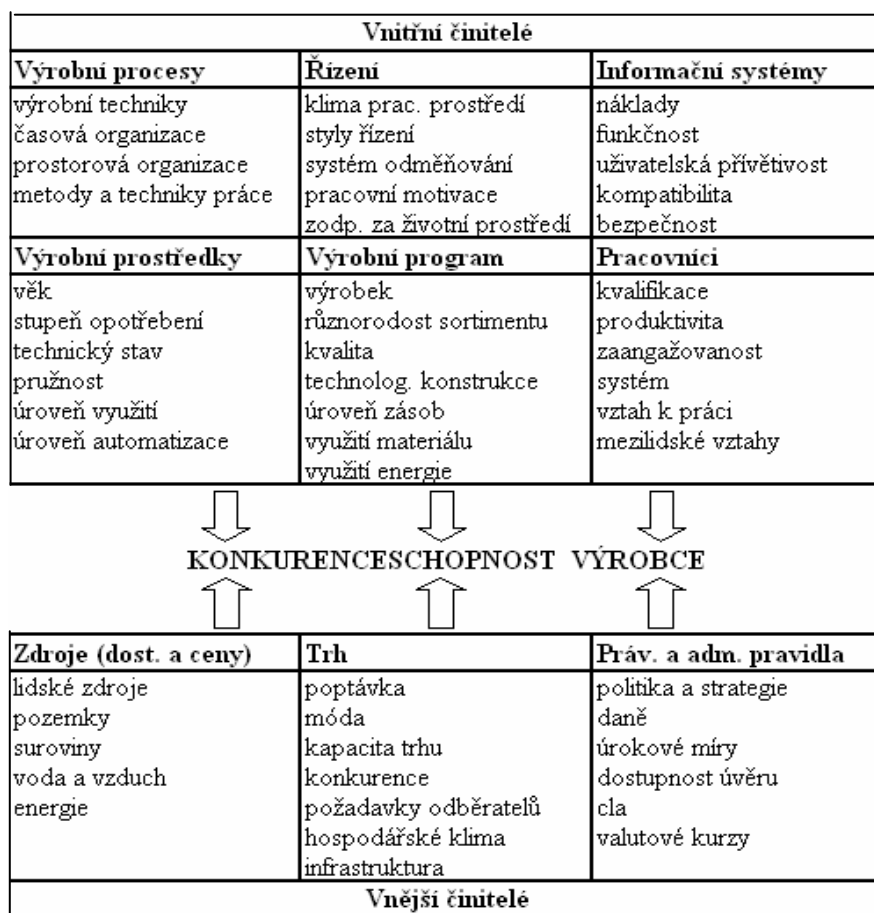 Vnitřní činitelé
Výrobní procesy
výrobní techniky
časová organizace
prostorová organizace
metody a techniky práce
Řízení
klima prac. prostředí
styly řízení
systém odměňování
pracovní motivace
zodp. za životní prostředí
Informační systémy
náklady
funkčnost
uživatelská přívětivost
kompatibilita
bezpečnost
Výrobní prostředky
věk
stupeň opotřebení
technický stav
pružnost
úroveň využití
úroveň automatizace
Výrobní program
výrobek
různorodost sortimentu
kvalita
technolog. konstrukce
úroveň zásob
využití materiálu
využití energie
Pracovníci
kvalifikace
produktivita
zaangažovanost
systém
vztah k práci
mezilidské vztahy
KONKURENCESCHOPNOST VÝROBCE
Zdroje (dost. a ceny)
lidské zdroje
pozemky
suroviny
voda a vzduch
energie
Trh
poptávka
móda
kapacita trhu
konkurence
požadavky odběratelů
hospodářské klima
infrastruktura
Práv. a adm. pravidla
politika a strategie
daně
úrokové míry
dostupnost úvěru
cla
valutové kurzy
Vnější činitelé